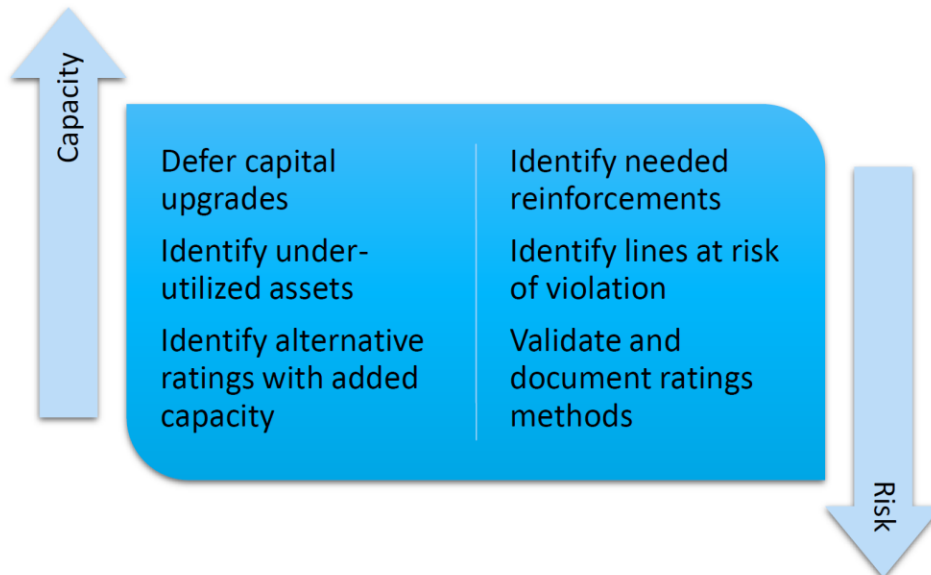 Capacity
Defer capital
upgrades
Identify under-
utilized assets
Identify alternative
ratings with added
capacity
Identify needed
reinforcements
Identify lines at risk
of violation
Validate and
document ratings
methods
Risk